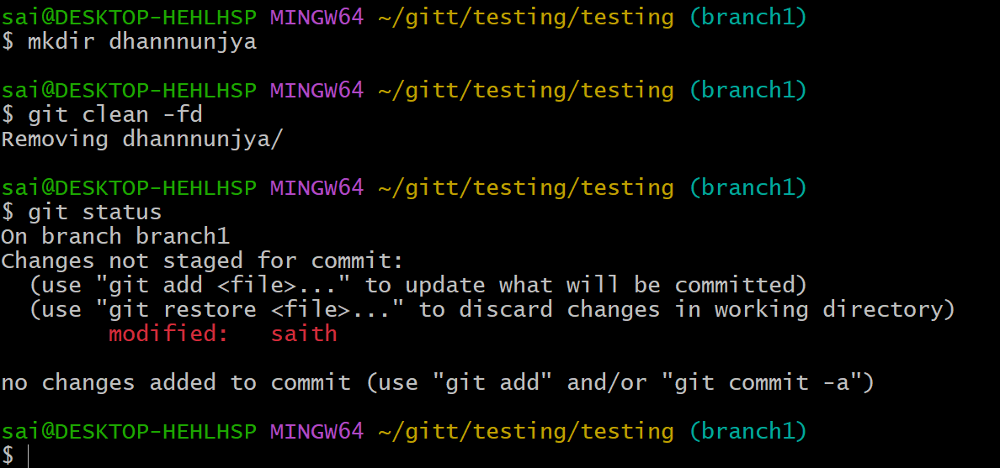 sai@DESKTOP-HEHLHSP MINGW64 ~/gitt/testing/testing (branch1)
$ mkdir dhannnunjya
sai@DESKTOP-HEHLHSP MINGW64 ~/gitt/testing/testing (branch1)
$ git clean -fd
Removing dhannnunjya/
sai@DESKTOP-HEHLHSP MINGW64 ~/gitt/testing/testing (branch1)
$ git status
On branch branch1
Changes not staged for commit:
  (use "git add <file>..." to update what will be committed)
  (use "git restore <file>..." to discard changes in working directory)
        modified:   saith
no changes added to commit (use "git add" and/or "git commit -a")
sai@DESKTOP-HEHLHSP MINGW64 ~/gitt/testing/testing (branch1)
$